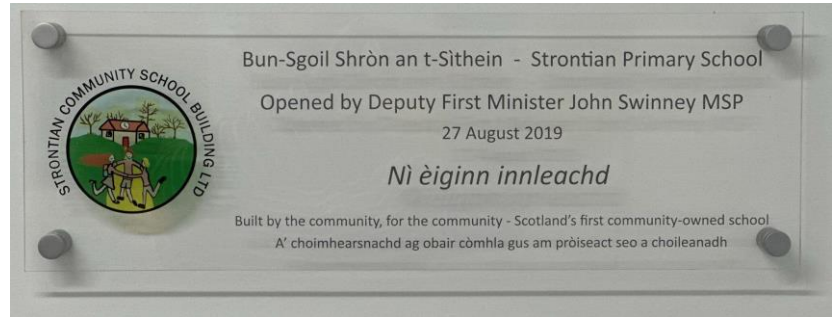 STRONTIAN COMMUNITY SCHOOL BUILDING LTD
Bun-Sgoil Shròn an t-Sìthein - Strontian Primary School
Opened by Deputy First Minister John Swinney MSP
27 August 2019
Nì èiginn innleachd
Built by the community, for the community - Scotland's first community-owned school
A' choimhearsnachd ag obair còmhla gus am pròiseact seo a choileanadh